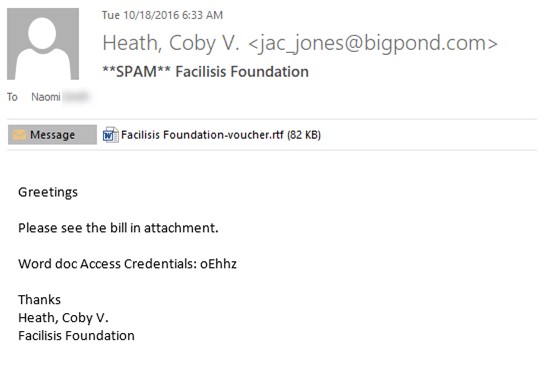 Tue 10/18/2016 6:33 AM
Heath, Coby V. <jac_jones@bigpond.com>
**SPAM** Facilisis Foundation
To Naomi
Message Facilisis Foundation-voucher.rtf (82 KB)
Greetings
Please see the bill in attachment.
Word doc Access Credentials: oEhhz
Thanks
Heath, Coby V.
Facilisis Foundation